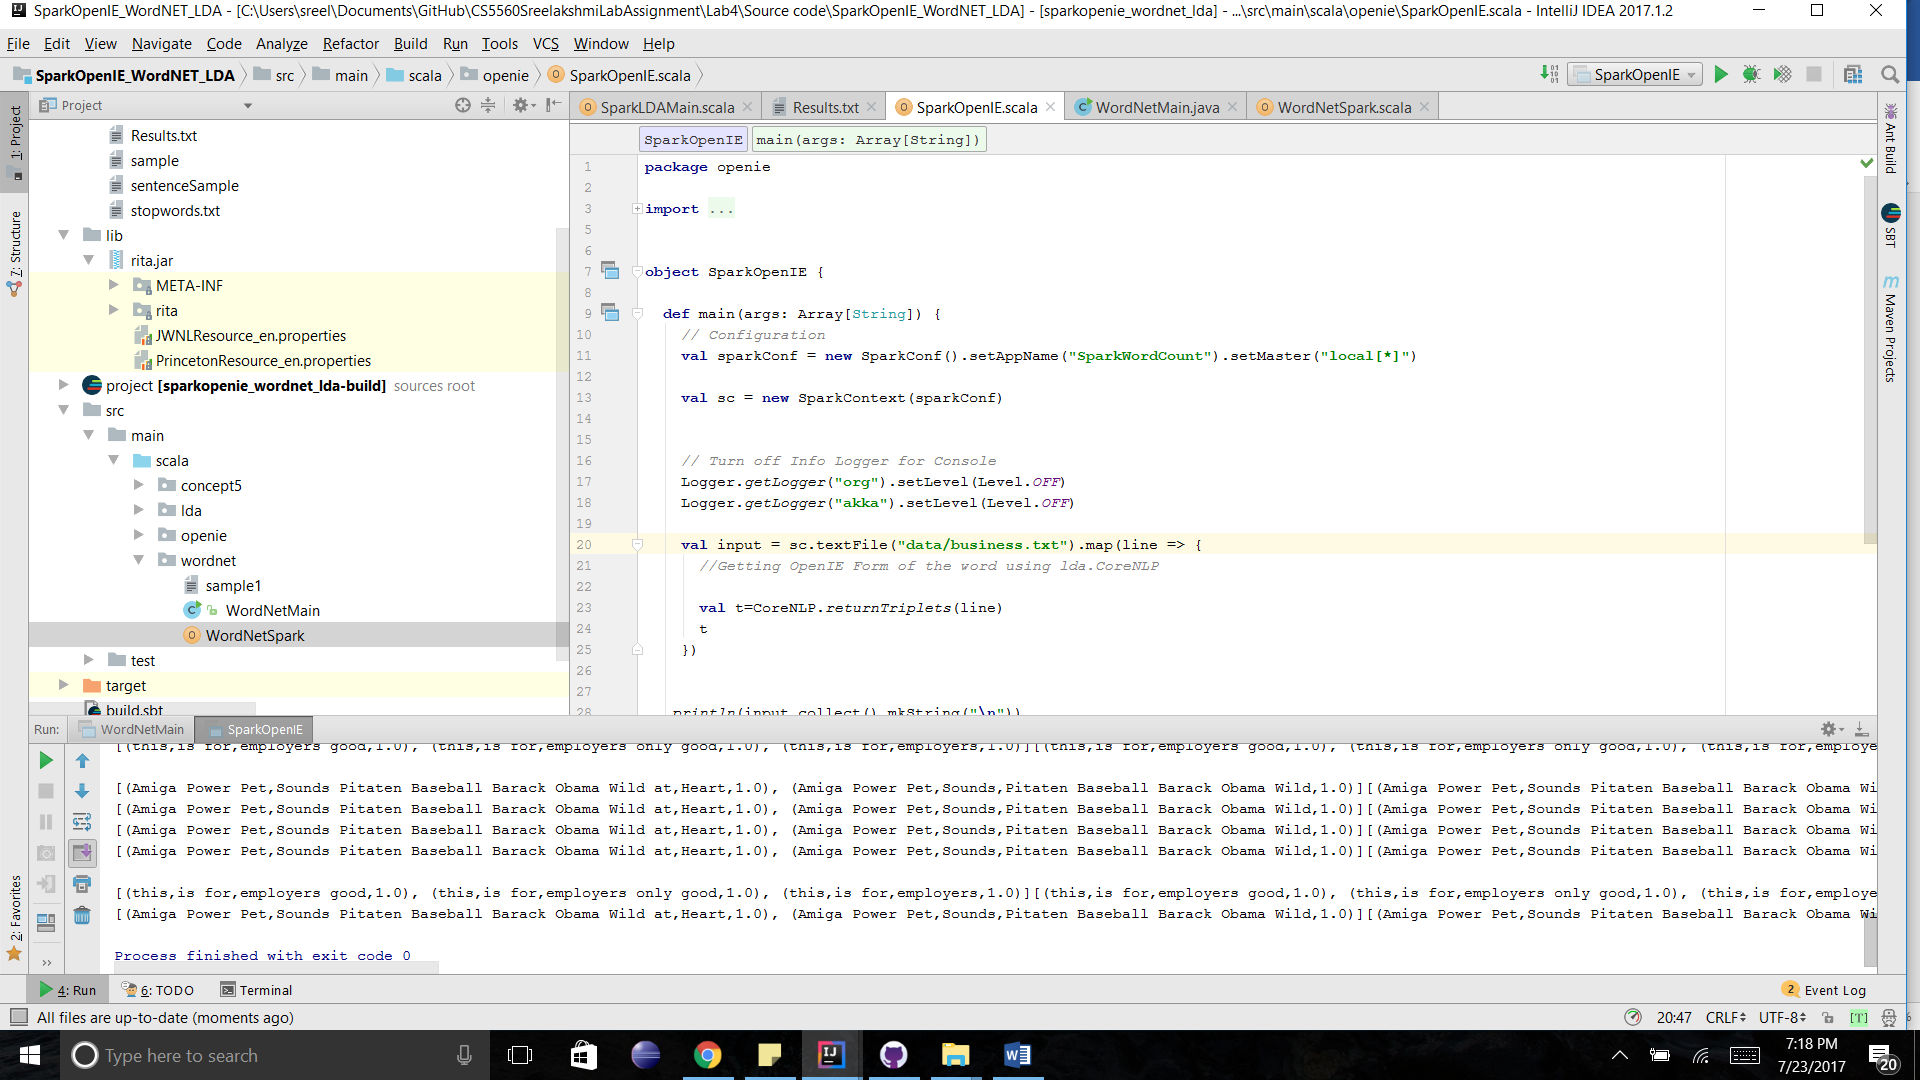 SparkOpenIE_WordNET_LDA - [C:\Users\sreel\Documents\GitHub\CS5560SreelakshmiLabAssignment\Lab4\Source code\SparkOpenIE_WordNET_LDA] - [sparkopenie_wordnet_lda] - ...\src\main\scala\openie\SparkOpenIE.scala - IntelliJ IDEA 2017.1.2
File Edit View Navigate Code Analyze Refactor Build Run Tools VCS Window Help
SparkOpenIE_WordNET_LDA src main scala openie SparkOpenIE.scala SparkOpenIE
Project
SparkLDAMain.scala Results.txt SparkOpenIE.scala WordNetMain.java WordNetSpark.scala
1: Project
7: Structure
2: Favorites
Results.txt
sample
sentenceSample
stopwords.txt
lib
rita.jar
META-INF
rita
JWNLResource_en.properties
PrincetonResource_en.properties
project [sparkopenie_wordnet_lda-build] sources root
src
main
scala
concept5
lda
openie
wordnet
sample1
WordNetMain
WordNetSpark
test
target
build.sbt
SparkOpenIE main(args: Array[String])
1 package openie
2
3 import ...
5
6
7 object SparkOpenIE {
8
9 def main(args: Array[String]) {
10 // Configuration
11 val sparkConf = new SparkConf().setAppName("SparkWordCount").setMaster("local[*]")
12
13 val sc = new SparkContext(sparkConf)
14
15
16 // Turn off Info Logger for Console
17 Logger.getLogger("org").setLevel(Level.OFF)
18 Logger.getLogger("akka").setLevel(Level.OFF)
19
20 val input = sc.textFile("data/business.txt").map(line => {
21 //Getting OpenIE Form of the word using lda.CoreNLP
22
23 val t=CoreNLP.returnTriplets(line)
24 t
25 })
26
27
28 println(input.collect().mkString("\n"))
Ant Build
SBT
Maven Projects
Run: WordNetMain SparkOpenIE
[(this,is for,employers good,1.0), (this,is for,employers only good,1.0), (this,is for,employers,1.0)][(this,is for,employers good,1.0), (this,is for,employers only good,1.0), (this,is for,employe
[(Amiga Power Pet,Sounds Pitaten Baseball Barack Obama Wild at,Heart,1.0), (Amiga Power Pet,Sounds,Pitaten Baseball Barack Obama Wild,1.0)][(Amiga Power Pet,Sounds Pitaten Baseball Barack Obama Wi
[(Amiga Power Pet,Sounds Pitaten Baseball Barack Obama Wild at,Heart,1.0), (Amiga Power Pet,Sounds,Pitaten Baseball Barack Obama Wild,1.0)][(Amiga Power Pet,Sounds Pitaten Baseball Barack Obama Wi
[(Amiga Power Pet,Sounds Pitaten Baseball Barack Obama Wild at,Heart,1.0), (Amiga Power Pet,Sounds,Pitaten Baseball Barack Obama Wild,1.0)][(Amiga Power Pet,Sounds Pitaten Baseball Barack Obama Wi
[(Amiga Power Pet,Sounds Pitaten Baseball Barack Obama Wild at,Heart,1.0), (Amiga Power Pet,Sounds,Pitaten Baseball Barack Obama Wild,1.0)][(Amiga Power Pet,Sounds Pitaten Baseball Barack Obama Wi
[(this,is for,employers good,1.0), (this,is for,employers only good,1.0), (this,is for,employers,1.0)][(this,is for,employers good,1.0), (this,is for,employers only good,1.0), (this,is for,employe
[(Amiga Power Pet,Sounds Pitaten Baseball Barack Obama Wild at,Heart,1.0), (Amiga Power Pet,Sounds,Pitaten Baseball Barack Obama Wild,1.0)][(Amiga Power Pet,Sounds Pitaten Baseball Barack Obama Wi
Process finished with exit code 0
4: Run 6: TODO Terminal 2 Event Log
All files are up-to-date (moments ago) 20:47 CRLF UTF-8 [T]
Type here to search
7:18 PM
7/23/2017
20